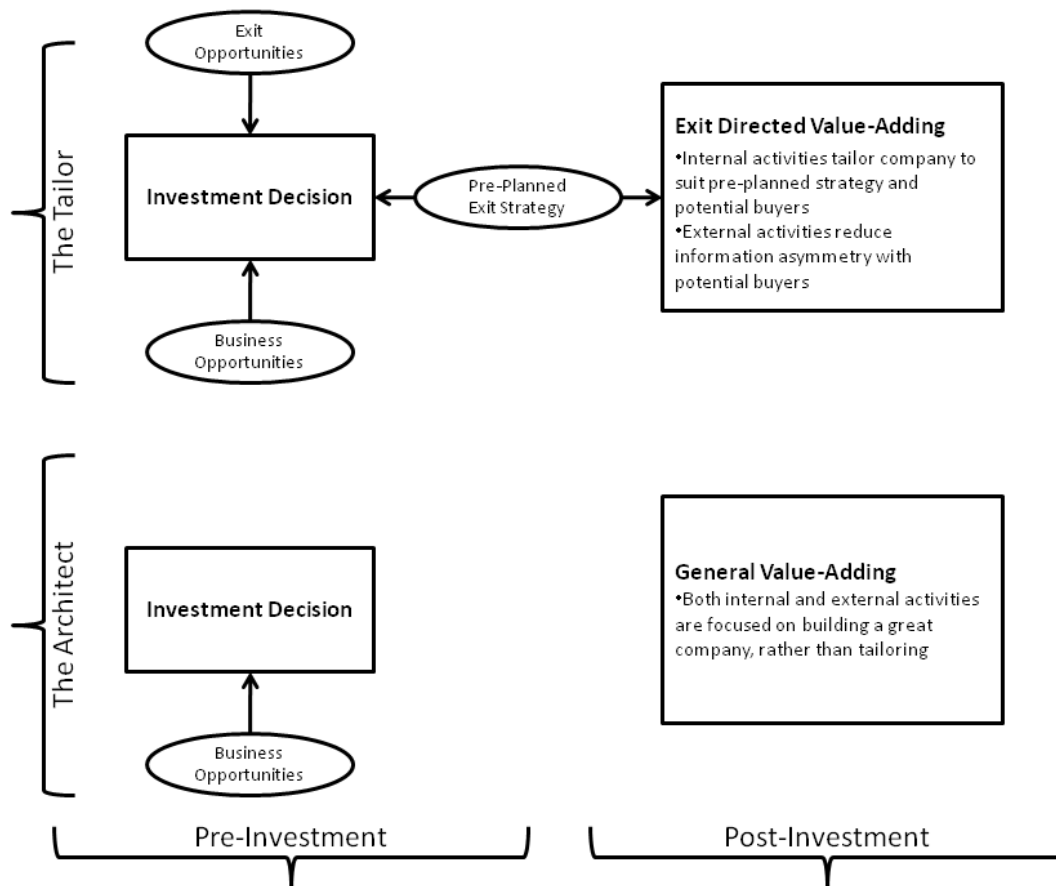 The Tailor
Exit
Opportunities
Investment Decision
Pre-Planned
Exit Strategy
Business
Opportunities
Exit Directed Value-Adding
•Internal activities tailor company to
suit pre-planned strategy and
potential buyers
•External activities reduce
information asymmetry with
potential buyers
The Architect
Investment Decision
Business
Opportunities
General Value-Adding
•Both internal and external activities
are focused on building a great
company, rather than tailoring
Pre-Investment
Post-Investment